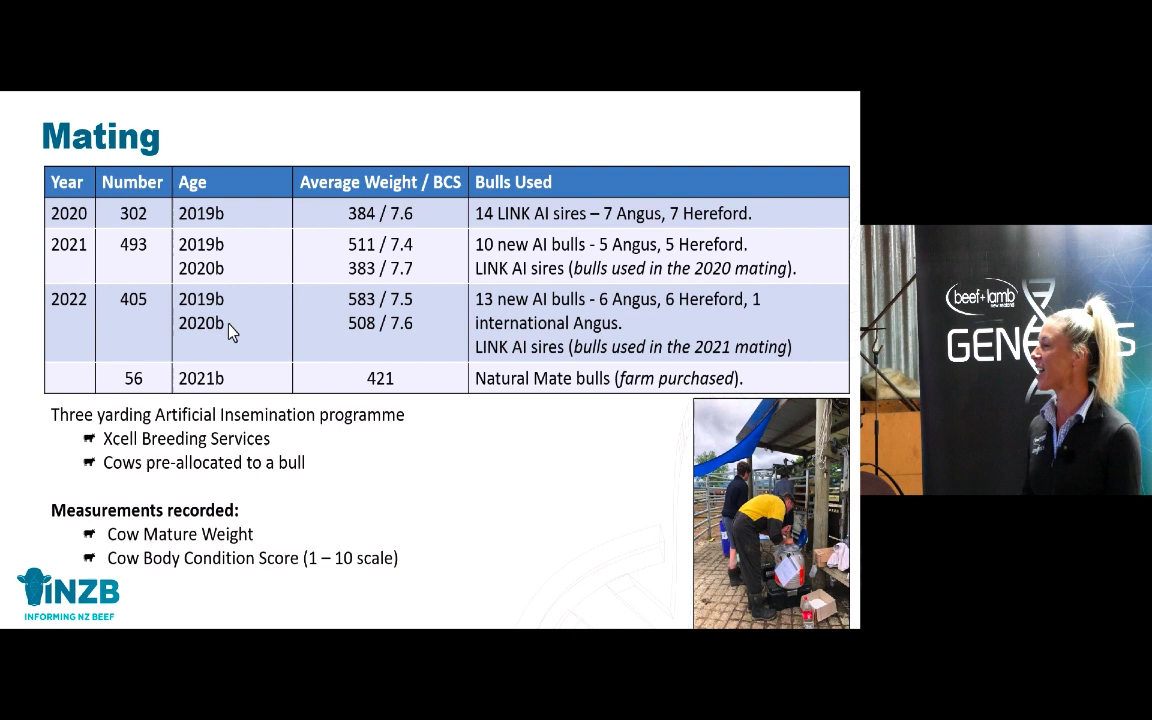 Mating
Year Number Age Average Weight / BCS Bulls Used
2020 302 2019b 384 / 7.6 14 LINK AI sires – 7 Angus, 7 Hereford.
2021 493 2019b 511 / 7.4 10 new AI bulls - 5 Angus, 5 Hereford.
2020b 383 / 7.7 LINK AI sires (bulls used in the 2020 mating).
2022 405 2019b 583 / 7.5 13 new AI bulls - 6 Angus, 6 Hereford, 1
2020b 508 / 7.6 international Angus.
LINK AI sires (bulls used in the 2021 mating)
56 2021b 421 Natural Mate bulls (farm purchased).
Three yarding Artificial Insemination programme
Xcell Breeding Services
Cows pre-allocated to a bull
Measurements recorded:
Cow Mature Weight
Cow Body Condition Score (1 – 10 scale)
iNZB
INFORMING NZ BEEF
beef+lamb
new zealand
GEN S